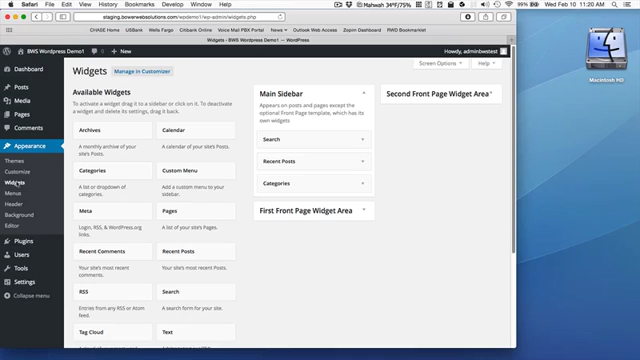 Safari File Edit View History Bookmarks Develop Window Help
Mahwah 34°F/75% Wed Feb 10 11:20 AM
staging.bowerwebsolutions.com/wpdemo1/wp-admin/widgets.php
CHASE Home USBank Wells Fargo Voice Mail PBX Portal News Zopim Dashboard RWD Calculator GoDaddy
Widgets ‹ BWS Wordpress Demo1 — WordPress
BWS Wordpress Demo1 0 + New Howdy, adminbwstest
Dashboard
Posts
Media
Pages
Comments
Appearance
Themes
Customize
Widgets
Menus
Header
Background
Editor
Plugins
Users
Tools
Settings
Collapse menu
Screen Options Help
Widgets Manage in Customizer
Available Widgets
To activate a widget drag it to a sidebar or click on it. To deactivate
a widget and delete its settings, drag it back.
Archives Calendar
A monthly archive of your site's Posts. A calendar of your site's Posts.
Categories Custom Menu
A list or dropdown of categories. Add a custom menu to your sidebar.
Meta Pages
Login, RSS, & WordPress.org links. A list of your site's Pages.
Recent Comments Recent Posts
Your site's most recent comments. Your site's most recent Posts.
RSS Search
Entries from any RSS or Atom feed. A search form for your site.
Tag Cloud Text
Main Sidebar
Appears on posts and pages except the
optional Front Page template, which has its
own widgets
Search
Recent Posts
Categories
First Front Page Widget Area
Second Front Page Widget Area
Macintosh HD